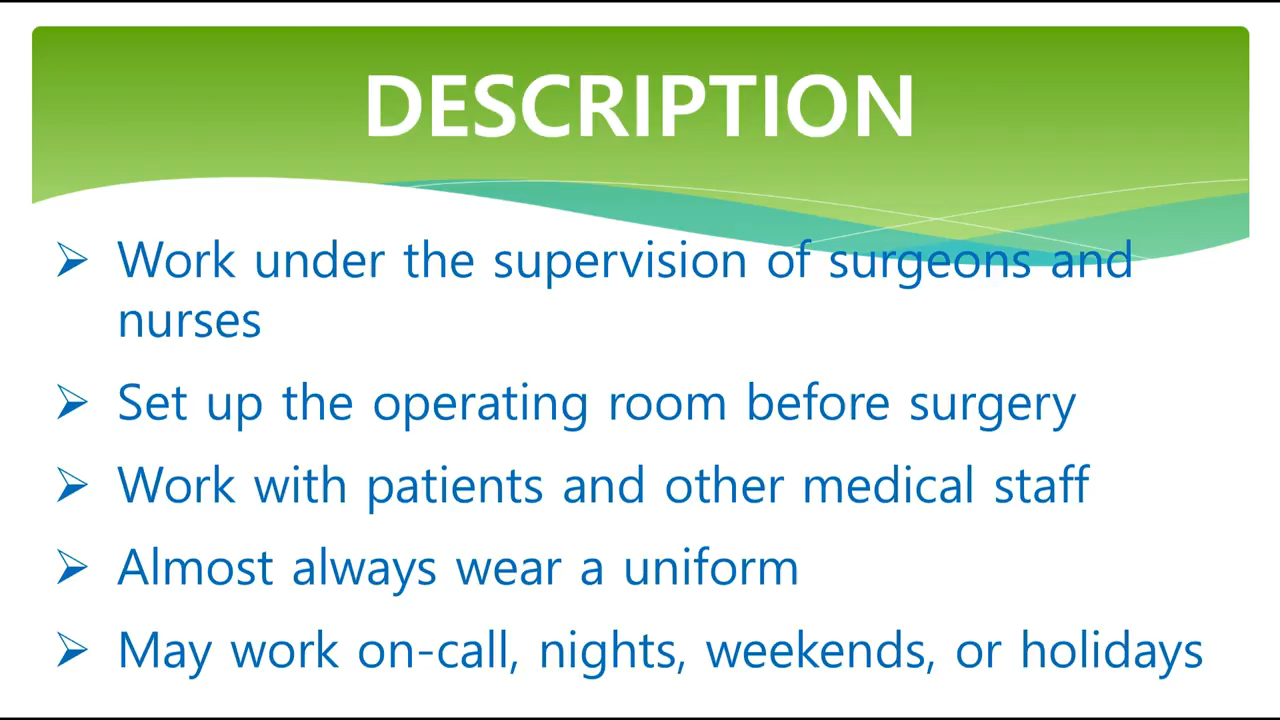 DESCRIPTION
➢ Work under the supervision of surgeons and
nurses
➢ Set up the operating room before surgery
➢ Work with patients and other medical staff
➢ Almost always wear a uniform
➢ May work on-call, nights, weekends, or holidays